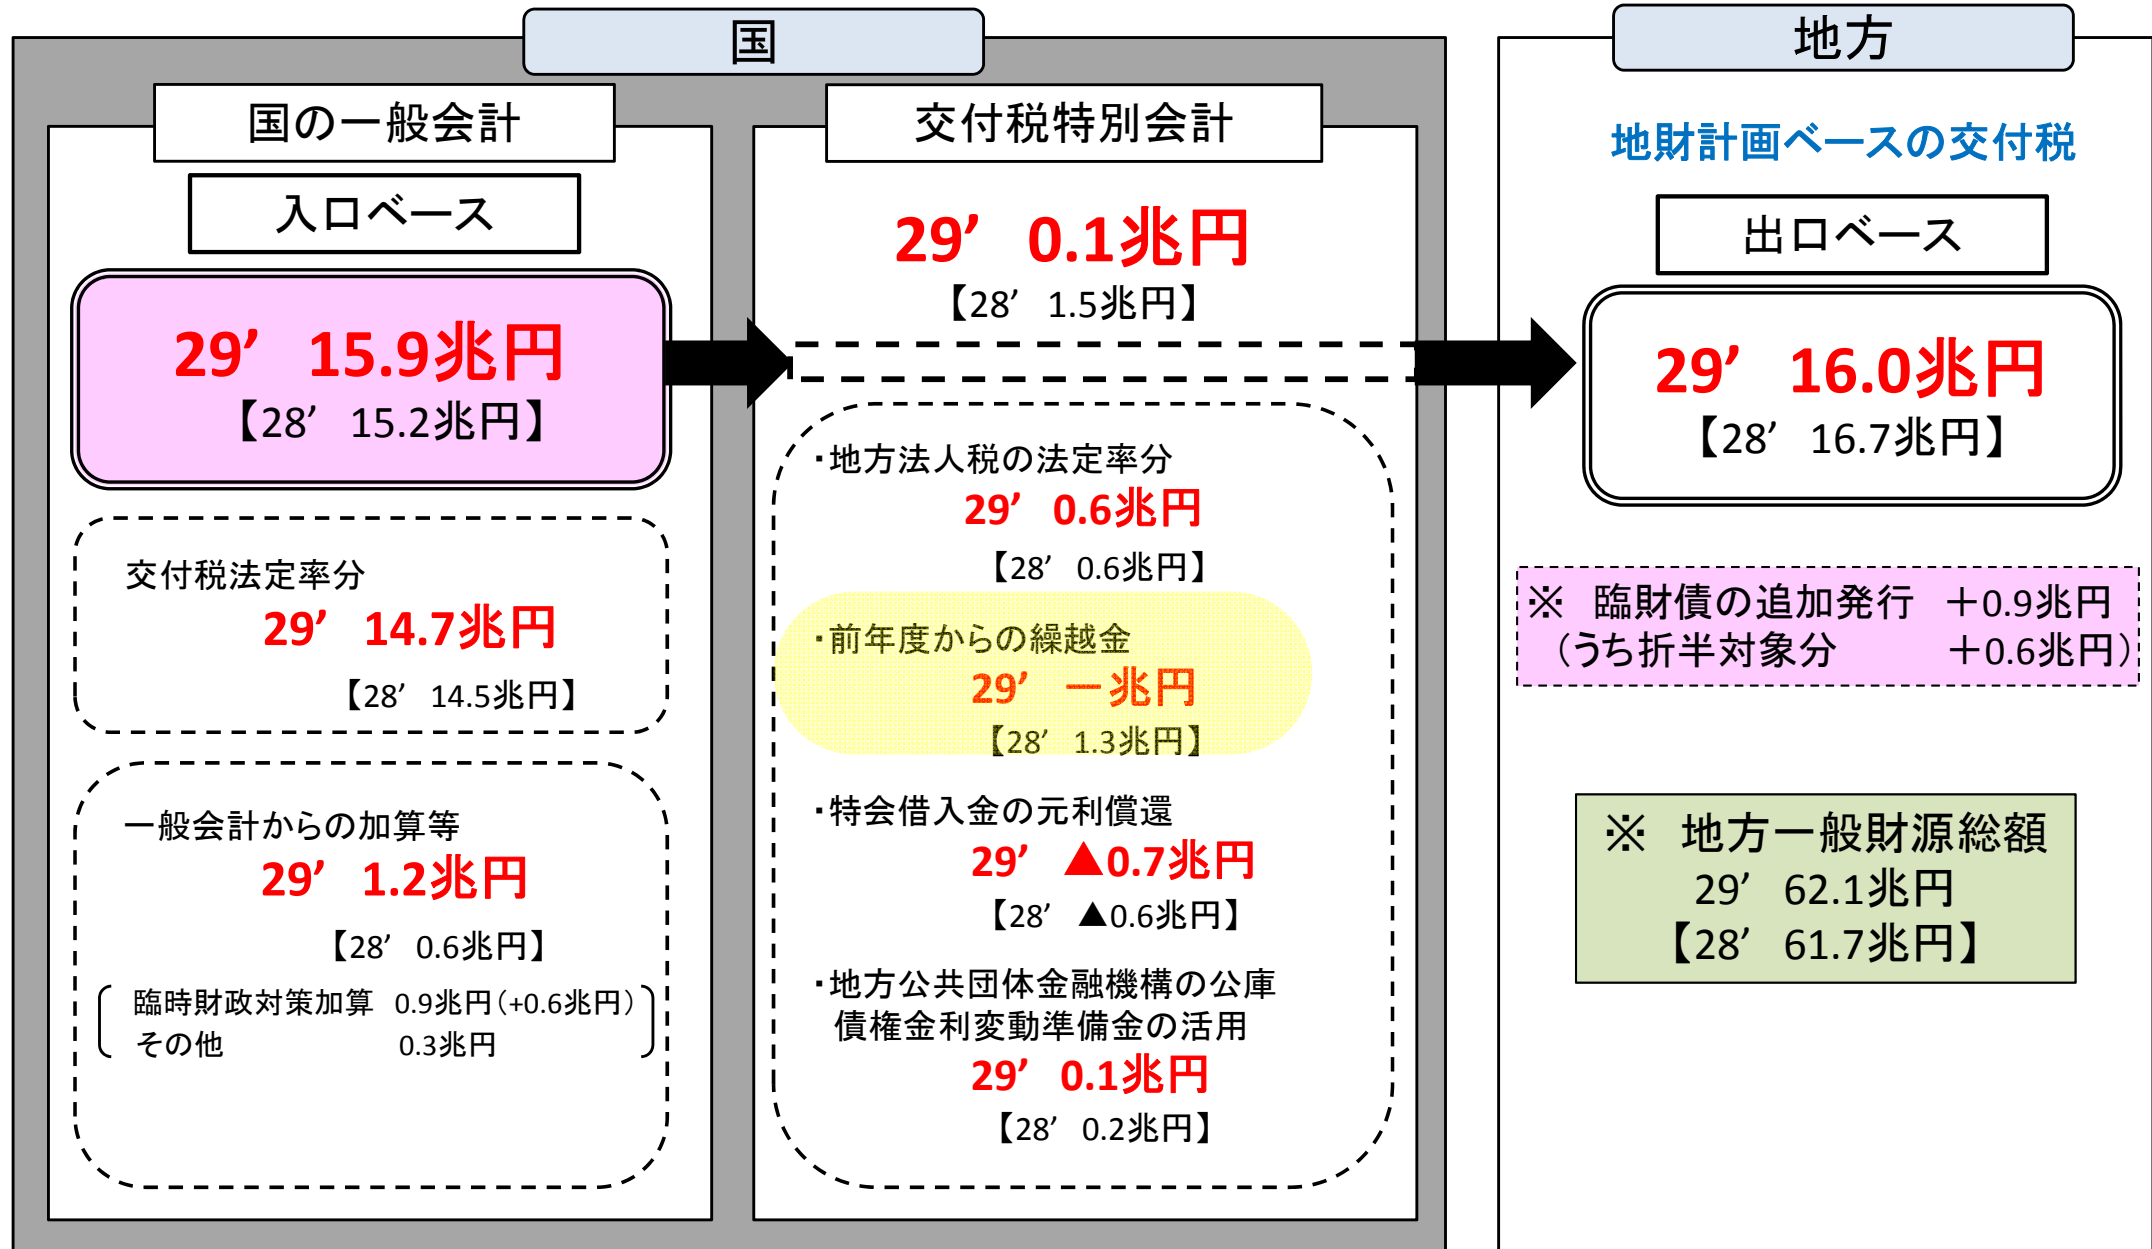 国
国の一般会計
入口ベース
29’ 15.9兆円
【28’ 15.2兆円】
交付税法定率分
29’ 14.7兆円
【28’ 14.5兆円】
一般会計からの加算等
29’ 1.2兆円
【28’ 0.6兆円】
臨時財政対策加算 0.9兆円（+0.6兆円）
その他 0.3兆円
交付税特別会計
29’ 0.1兆円
【28’ 1.5兆円】
・地方法人税の法定率分
29’ 0.6兆円
【28’ 0.6兆円】
・前年度からの繰越金
29’ ー兆円
【28’ 1.3兆円】
・特会借入金の元利償還
29’ ▲0.7兆円
【28’ ▲0.6兆円】
・地方公共団体金融機構の公庫
債権金利変動準備金の活用
29’ 0.1兆円
【28’ 0.2兆円】
地方
地財計画ベースの交付税
出口ベース
29’ 16.0兆円
【28’ 16.7兆円】
※ 臨財債の追加発行 ＋0.9兆円
（うち折半対象分 ＋0.6兆円）
※ 地方一般財源総額
29’ 62.1兆円
【28’ 61.7兆円】